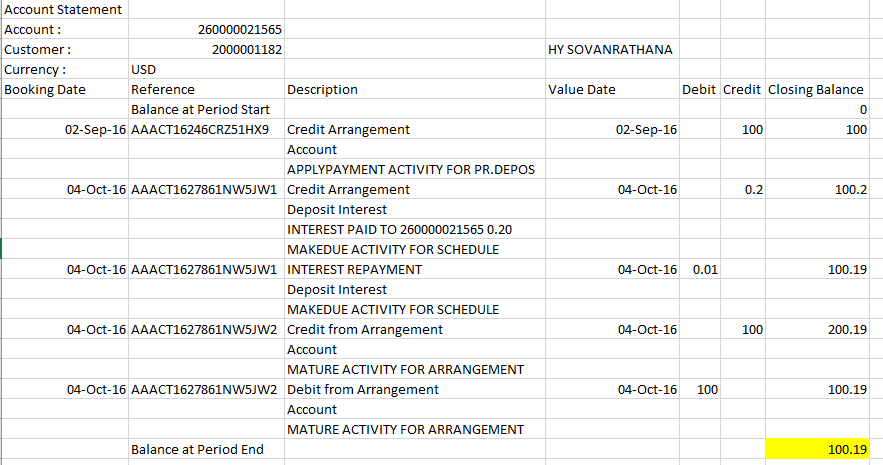 Account Statement
Account : 260000021565
Customer : 2000001182 HY SOVANRATHANA
Currency : USD
Booking Date Reference Description Value Date Debit Credit Closing Balance
Balance at Period Start 0
02-Sep-16 AAACT16246CRZ51HX9 Credit Arrangement 02-Sep-16 100 100
Account
APPLYPAYMENT ACTIVITY FOR PR.DEPOS
04-Oct-16 AAACT1627861NW5JW1 Credit Arrangement 04-Oct-16 0.2 100.2
Deposit Interest
INTEREST PAID TO 260000021565 0.20
MAKEDUE ACTIVITY FOR SCHEDULE
04-Oct-16 AAACT1627861NW5JW1 INTEREST REPAYMENT 04-Oct-16 0.01 100.19
Deposit Interest
MAKEDUE ACTIVITY FOR SCHEDULE
04-Oct-16 AAACT1627861NW5JW2 Credit from Arrangement 04-Oct-16 100 200.19
Account
MATURE ACTIVITY FOR ARRANGEMENT
04-Oct-16 AAACT1627861NW5JW2 Debit from Arrangement 04-Oct-16 100 100.19
Account
MATURE ACTIVITY FOR ARRANGEMENT
Balance at Period End 100.19